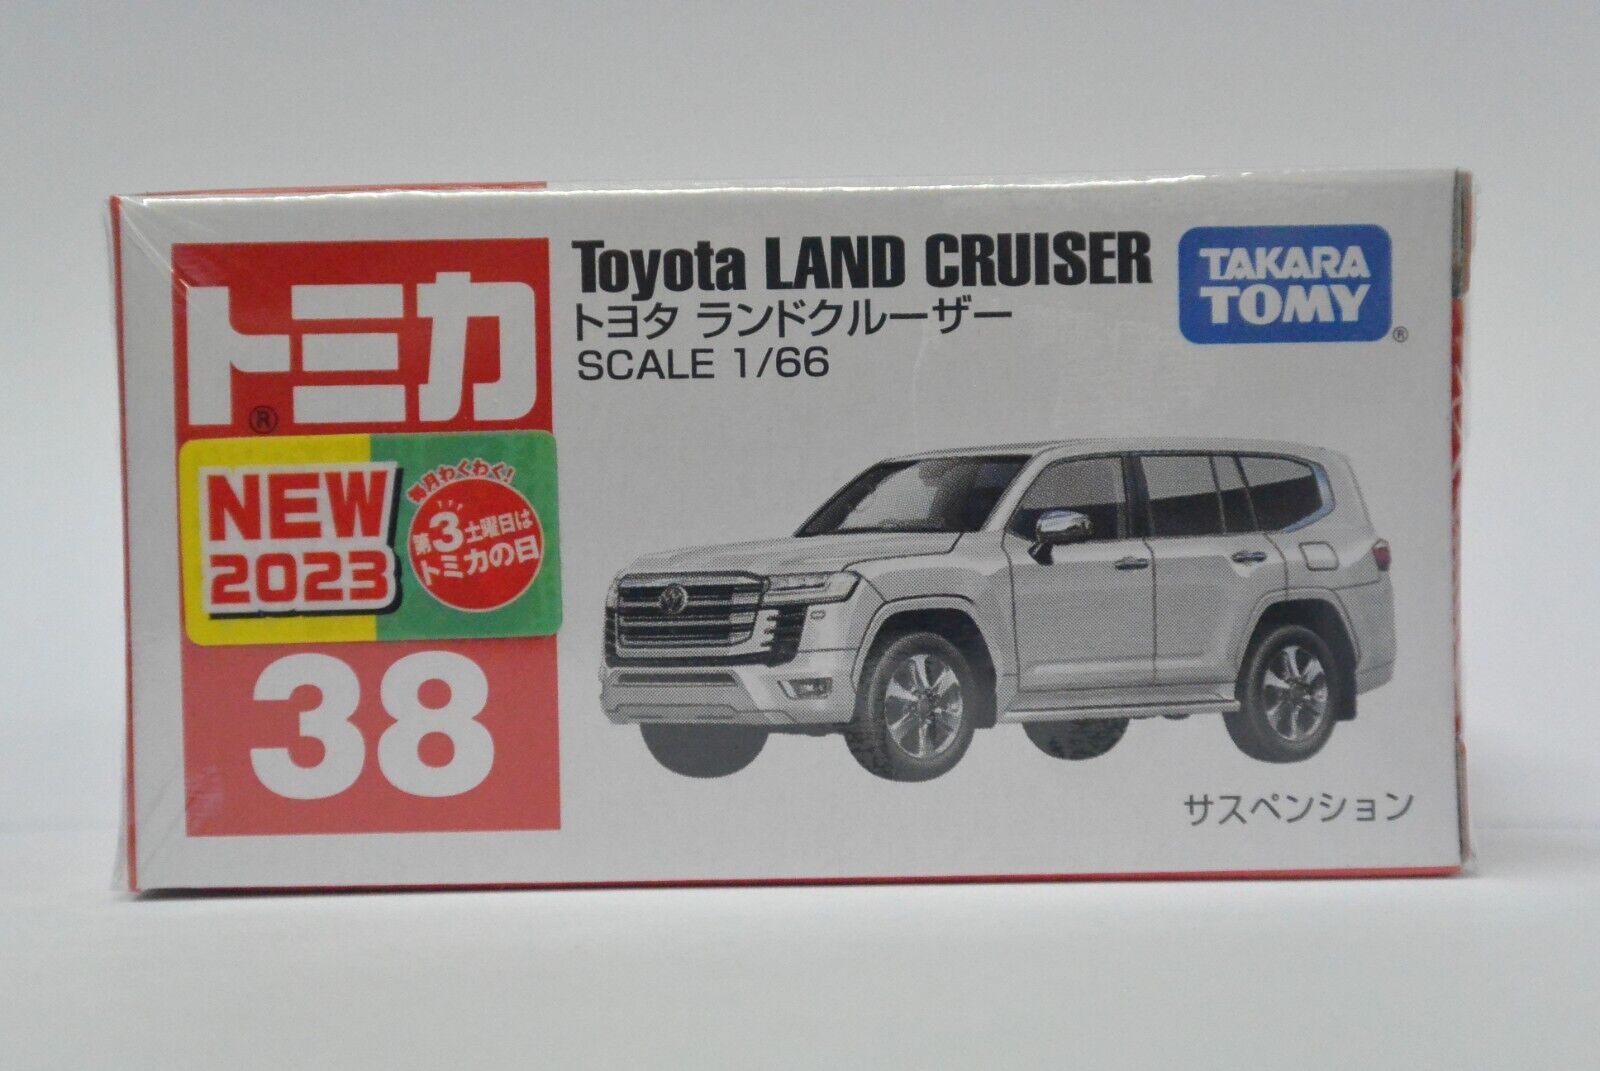 トミカ®
NEW
2023
毎月わくわく!
第3土曜日は
トミカの日
38
Toyota LAND CRUISER
トヨタ ランドクルーザー
SCALE 1/66
TAKARA
TOMY®
サスペンション